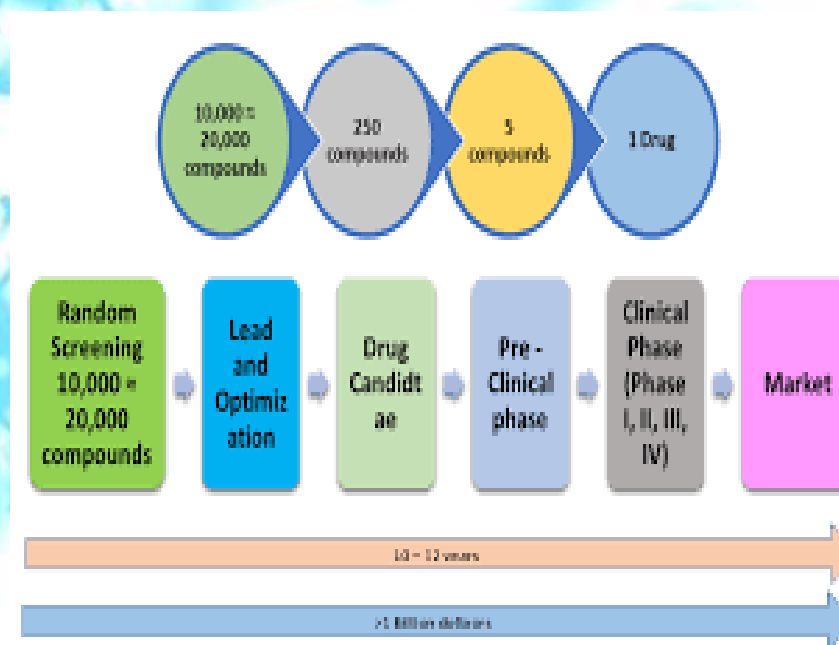 10,000 =
20,000
compounds
250
compounds
5
compounds
1 Drug
Random
Screening
10,000 =
20,000
compounds
Lead
and
Optimiz
ation
Drug
Candidt
ae
Pre -
Clinical
phase
Clinical
Phase
(Phase
I, II, III,
IV)
Market
10 – 12 years
>1 Billion